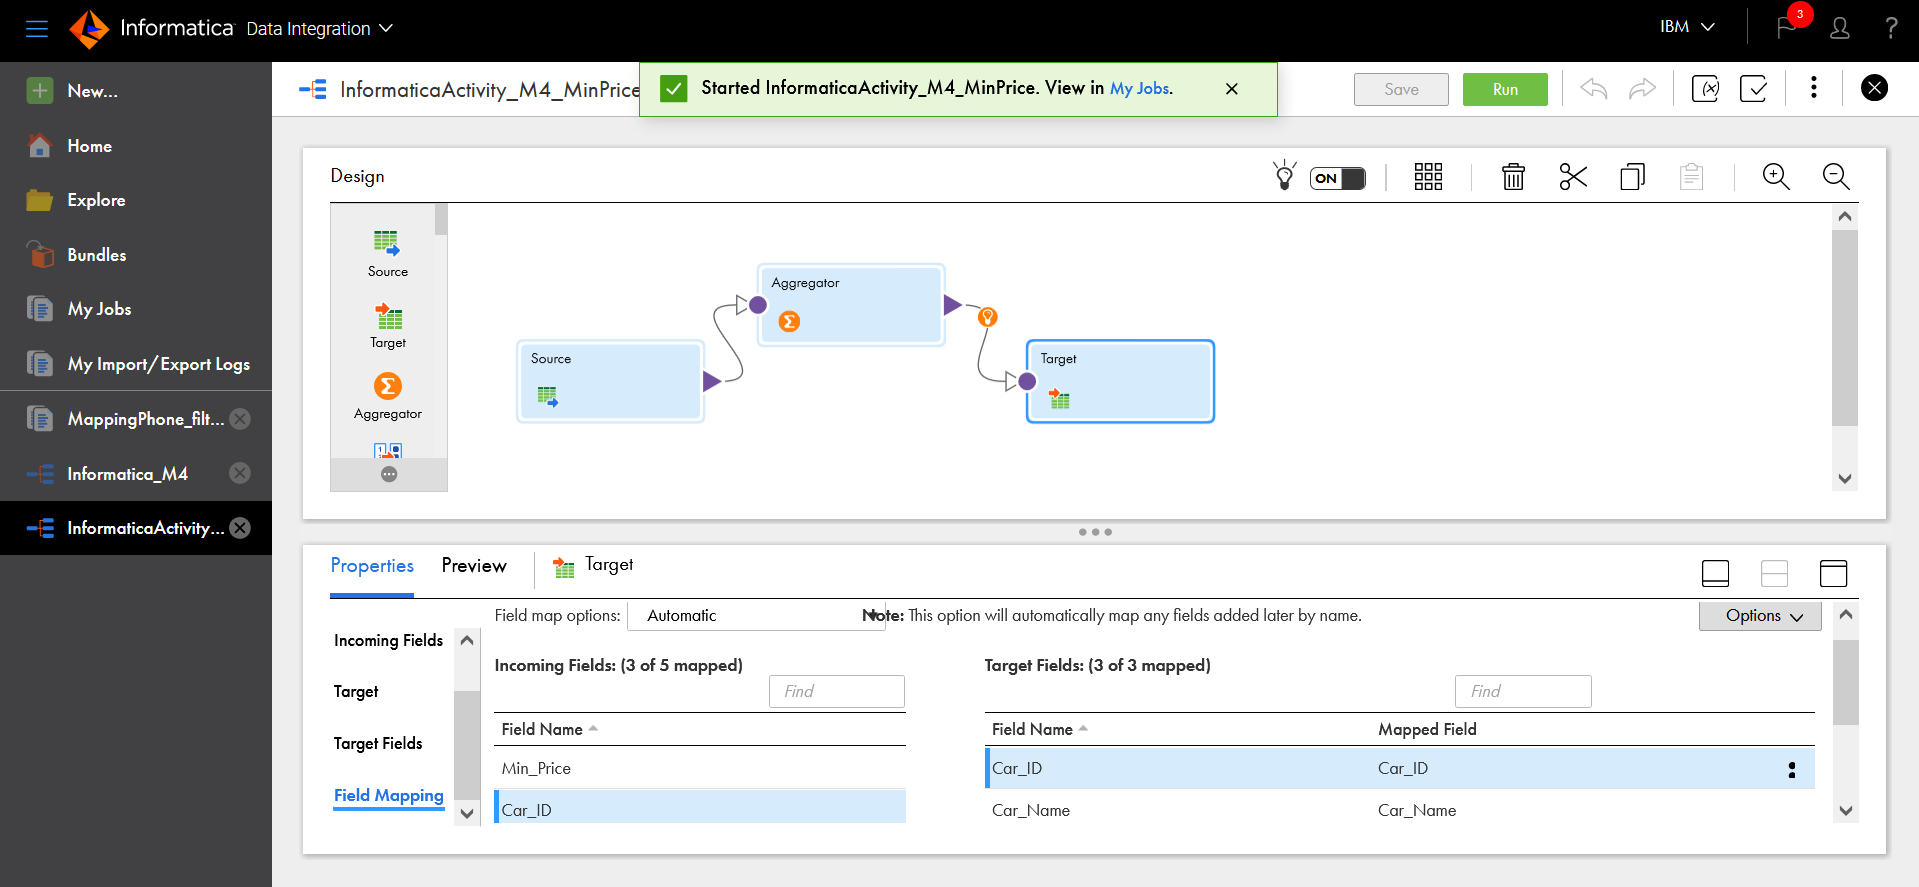 Informatica Data Integration
IBM
3
?
New...
Home
Explore
Bundles
My Jobs
My Import/Export Logs
MappingPhone_filt...
Informatica_M4
InformaticaActivity...
InformaticaActivity_M4_MinPrice
Started InformaticaActivity_M4_MinPrice. View in My Jobs.
Save
Run
Design
ON
Source
Target
Aggregator
Source
Aggregator
Target
Properties
Preview
Target
Incoming Fields
Target
Target Fields
Field Mapping
Field map options:
Automatic
Note: This option will automatically map any fields added later by name.
Options
Incoming Fields: (3 of 5 mapped)
Find
Field Name
Min_Price
Car_ID
Target Fields: (3 of 3 mapped)
Find
Field Name Mapped Field
Car_ID Car_ID
Car_Name Car_Name